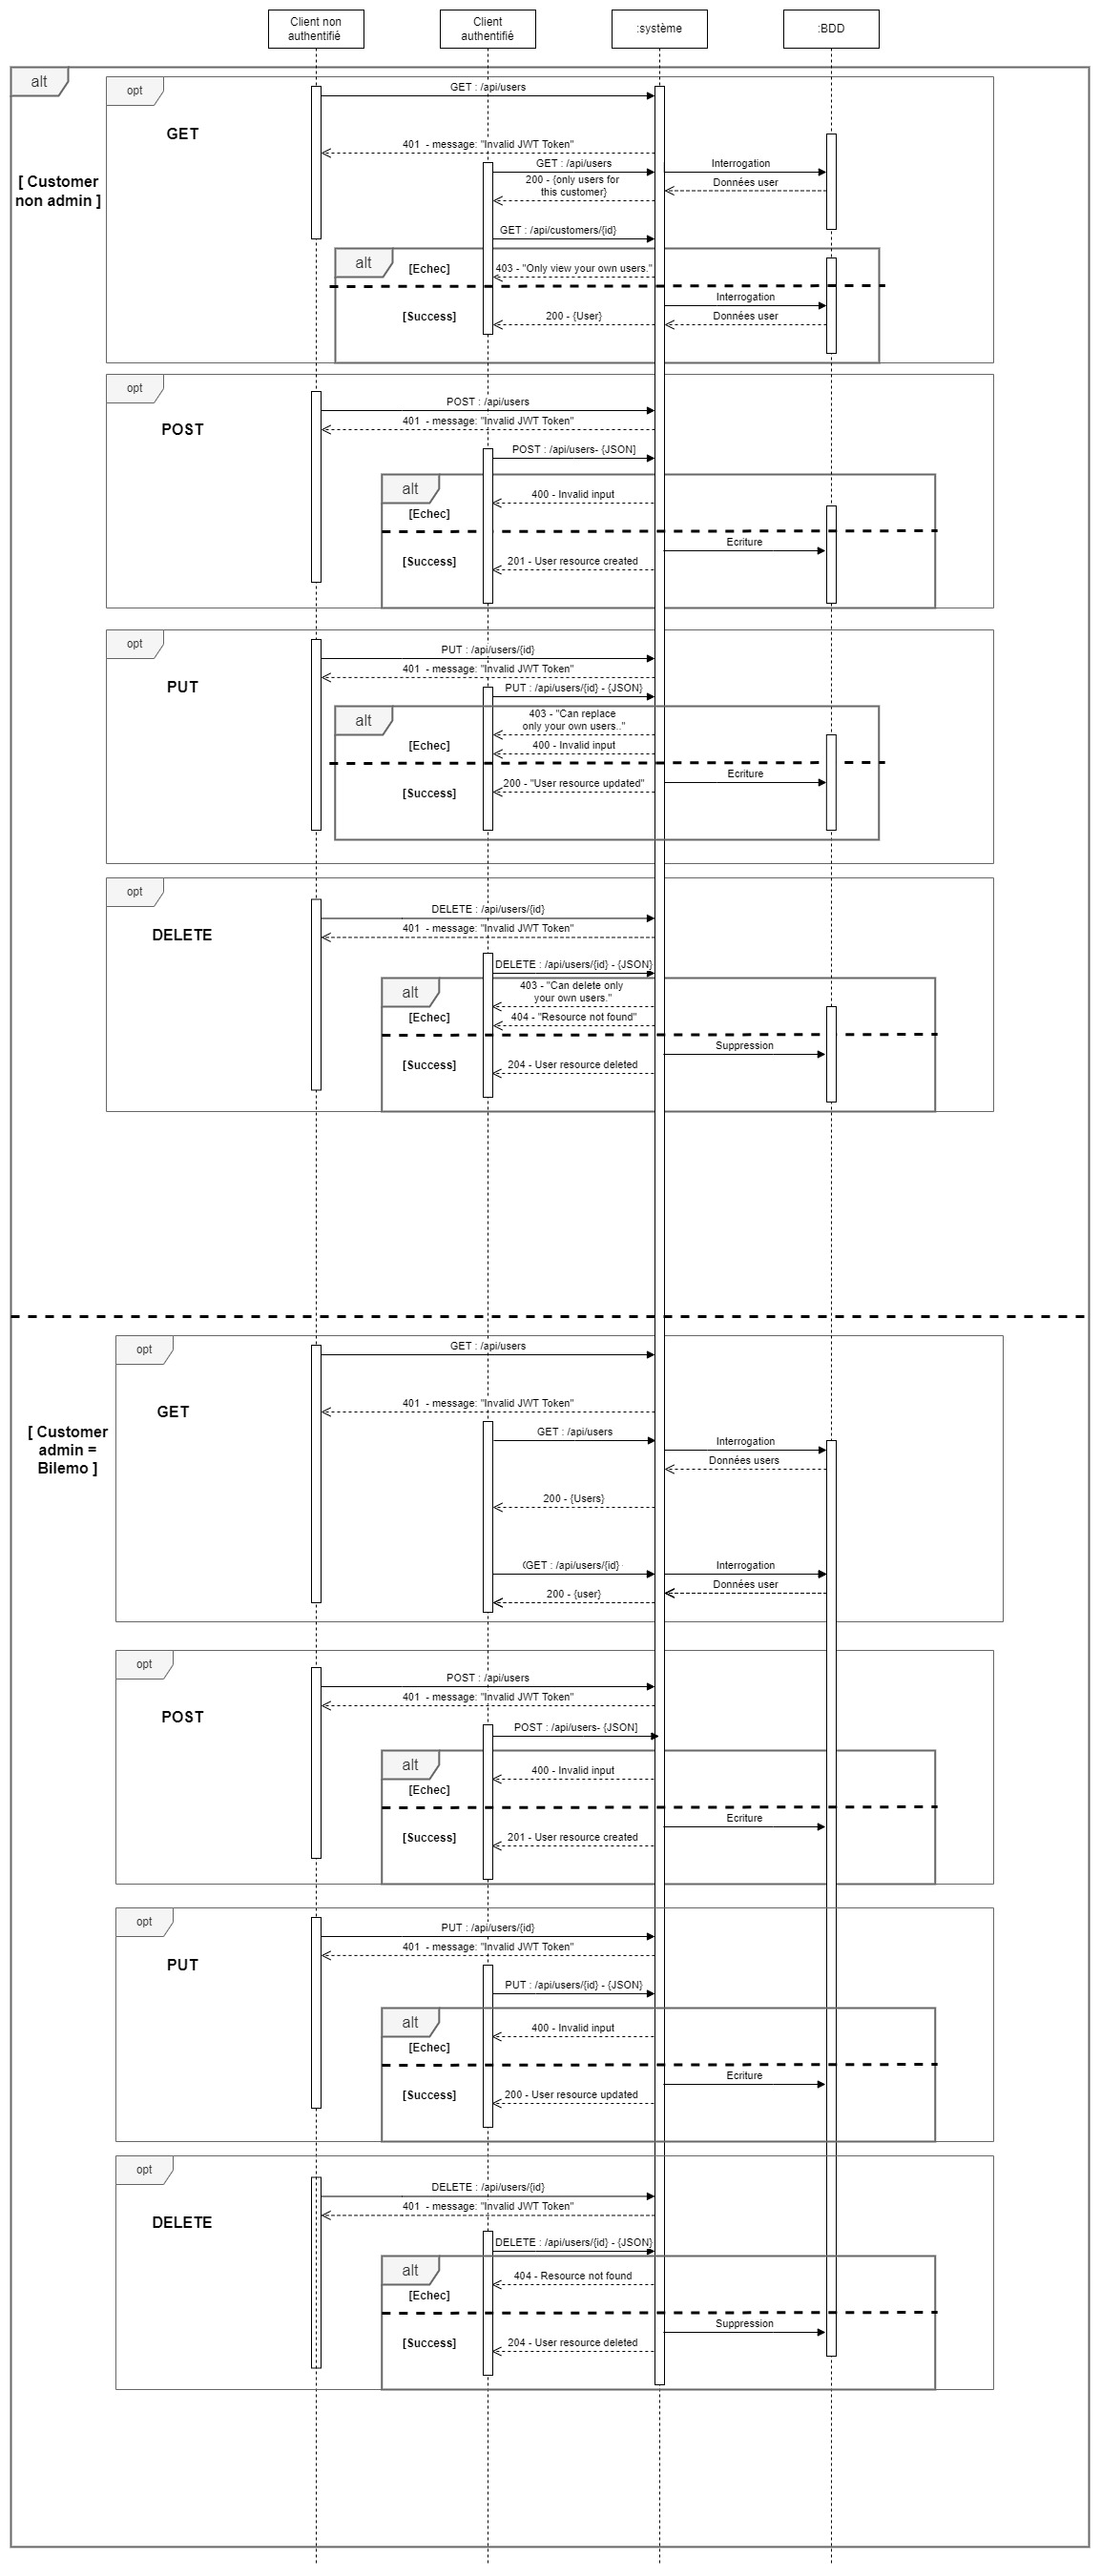 Client non
authentifié
Client
authentifié
:système
:BDD
alt
opt
GET : /api/users
GET
401 - message: "Invalid JWT Token"
GET : /api/users
Interrogation
[ Customer
non admin ]
200 - {only users for
this customer}
Données user
GET : /api/customers/{id}
alt
[Echec]
403 - "Only view your own users."
Interrogation
[Success]
200 - {User}
Données user
opt
POST : /api/users
POST
401 - message: "Invalid JWT Token"
POST : /api/users- {JSON]
alt
400 - Invalid input
[Echec]
Ecriture
[Success]
201 - User resource created
opt
PUT : /api/users/{id}
401 - message: "Invalid JWT Token"
PUT
PUT : /api/users/{id} - {JSON}
alt
403 - "Can replace
only your own users.."
[Echec]
400 - Invalid input
Ecriture
[Success]
200 - "User resource updated"
opt
DELETE : /api/users/{id}
DELETE
401 - message: "Invalid JWT Token"
DELETE : /api/users/{id} - {JSON}
alt
403 - "Can delete only
your own users."
[Echec]
404 - "Resource not found"
Suppression
[Success]
204 - User resource deleted
opt
GET : /api/users
GET
401 - message: "Invalid JWT Token"
[ Customer
admin =
Bilemo ]
GET : /api/users
Interrogation
Données users
200 - {Users}
GET : /api/users/{id}
Interrogation
Données user
200 - {user}
opt
POST : /api/users
401 - message: "Invalid JWT Token"
POST
POST : /api/users- {JSON]
alt
400 - Invalid input
[Echec]
Ecriture
[Success]
201 - User resource created
opt
PUT : /api/users/{id}
401 - message: "Invalid JWT Token"
PUT
PUT : /api/users/{id} - {JSON}
alt
400 - Invalid input
[Echec]
Ecriture
[Success]
200 - User resource updated
opt
DELETE : /api/users/{id}
401 - message: "Invalid JWT Token"
DELETE
DELETE : /api/users/{id} - {JSON}
alt
404 - Resource not found
[Echec]
Suppression
[Success]
204 - User resource deleted